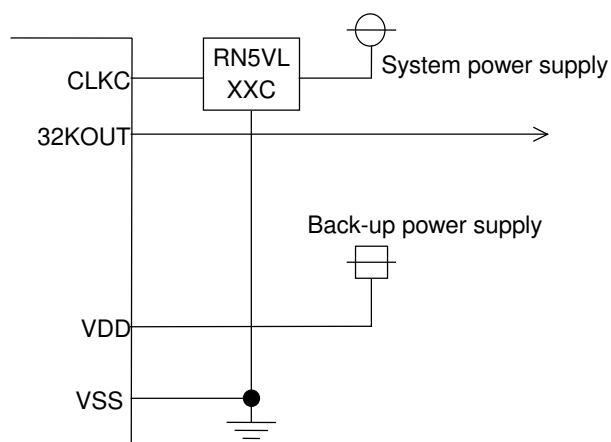 RN5VL
XXC
System power supply
CLKC
32KOUT
Back-up power supply
VDD
VSS